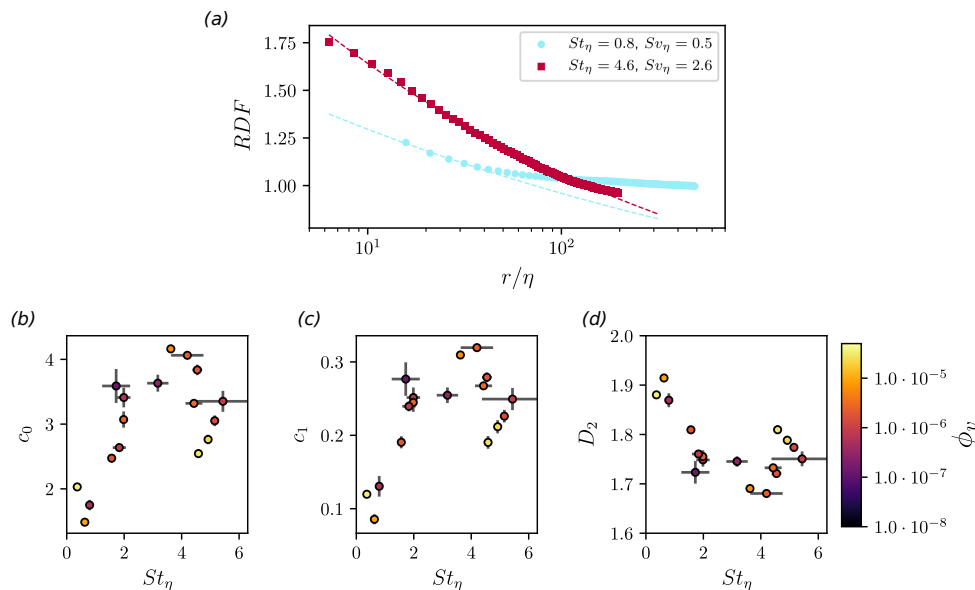 (a)
RDF
1.75
1.50
1.25
1.00
St_η = 0.8, Sv_η = 0.5
St_η = 4.6, Sv_η = 2.6
10^1
10^2
r/η
(b)
c_0
4
3
2
0
2
4
6
St_η
(c)
c_1
0.3
0.2
0.1
0
2
4
6
St_η
(d)
D_2
2.0
1.9
1.8
1.7
1.6
0
2
4
6
St_η
1.0 · 10^-5
1.0 · 10^-6
1.0 · 10^-7
1.0 · 10^-8
ϕ_v